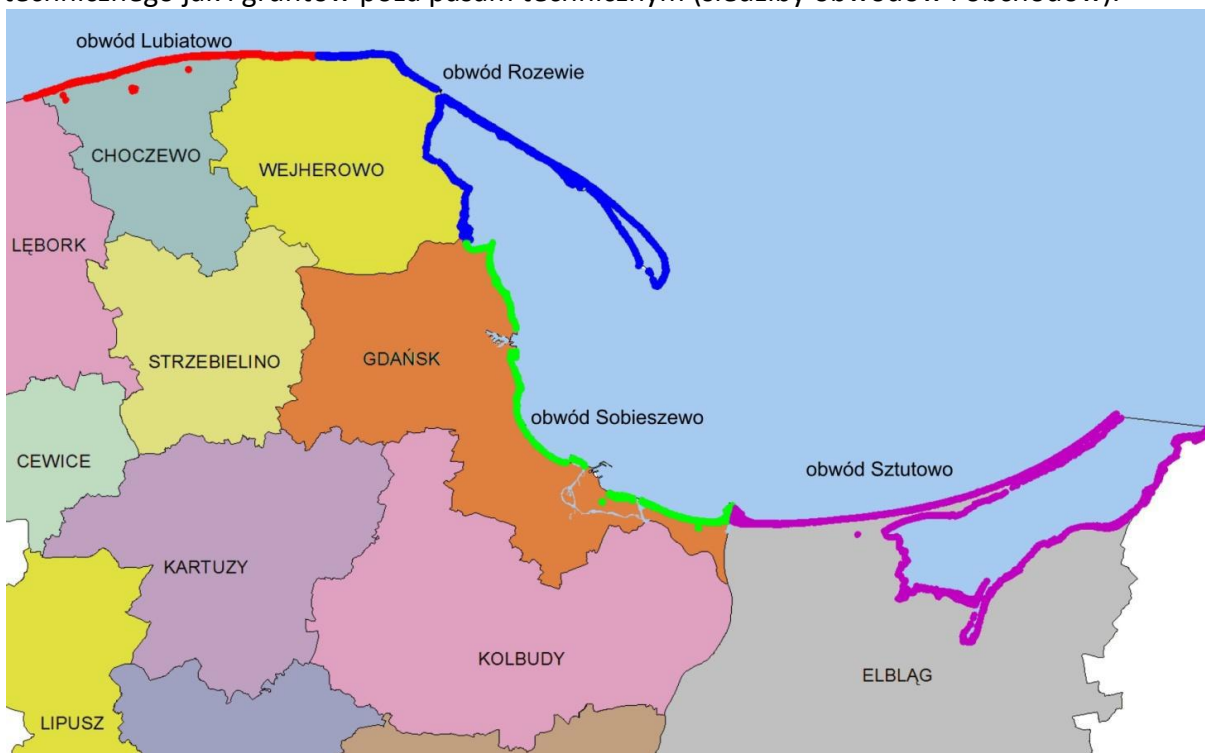 technicznego jak i gruntów poza pasam technicznym (siedziby obwodów i obchodów).
obwód Lubiatowo
obwód Rozewie
CHOCZEWO
WEJHEROWO
LĘBORK
STRZEBIELINO
GDAŃSK
obwód Sobieszewo
CEWICE
obwód Sztutowo
KARTUZY
KOLBUDY
ELBLĄG
LIPUSZ